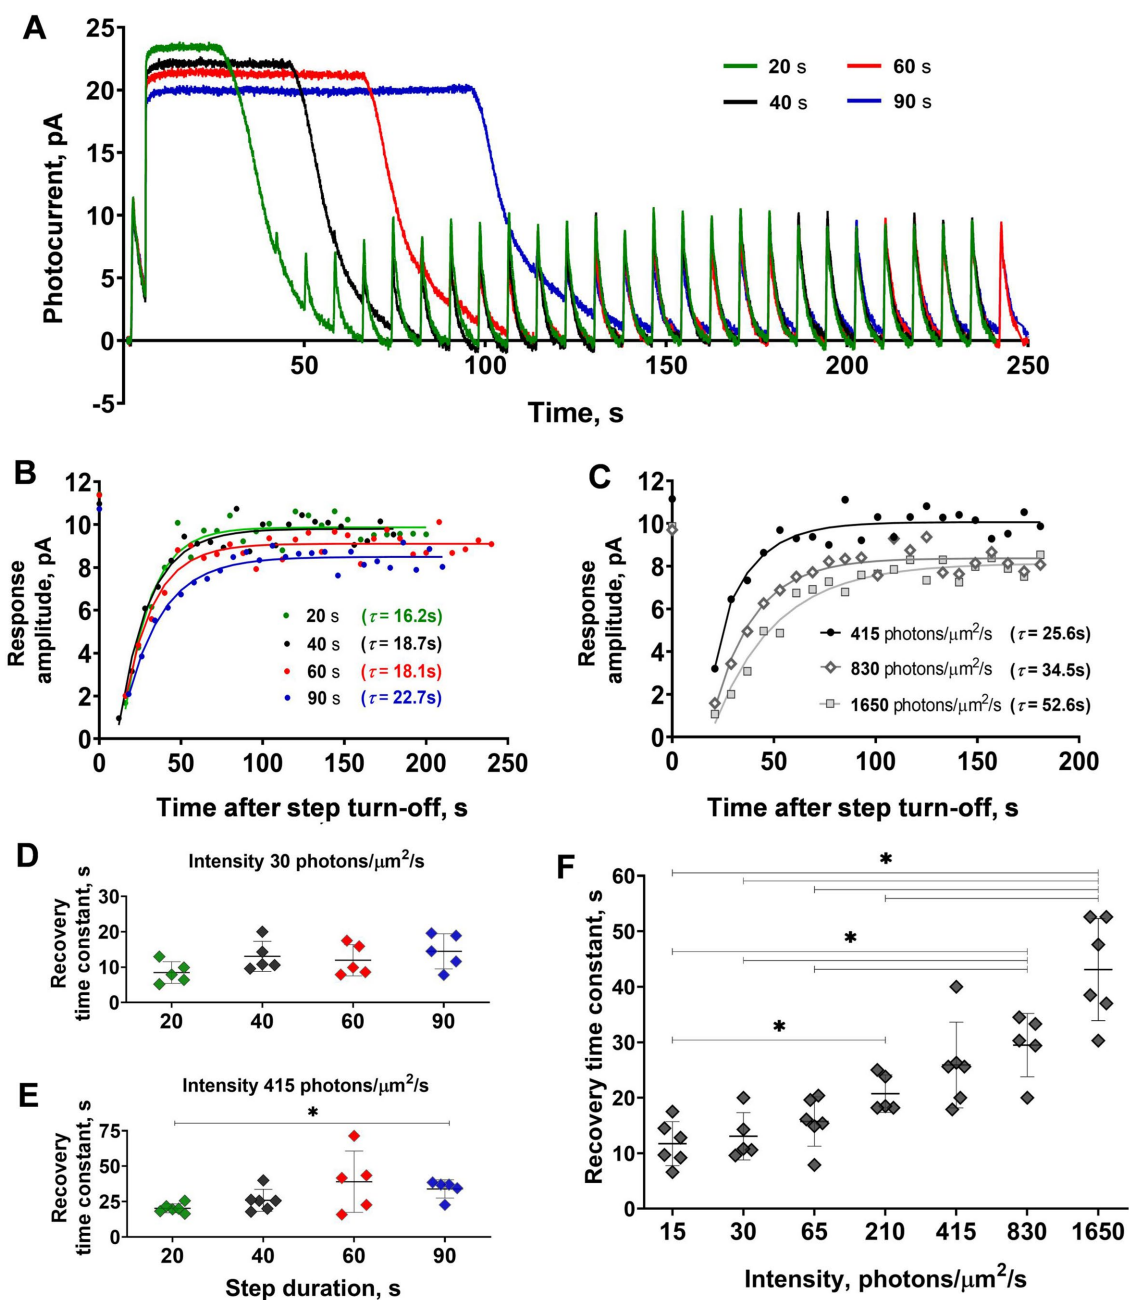 A
25
20
15
10
5
0
-5
Photocurrent, pA
20 s
60 s
40 s
90 s
50
100
150
200
250
Time, s
B
12
10
8
6
4
2
0
Response
amplitude, pA
20 s (τ = 16.2s)
40 s (τ = 18.7s)
60 s (τ = 18.1s)
90 s (τ = 22.7s)
0 50 100 150 200 250
Time after step turn-off, s
C
12
10
8
6
4
2
0
Response
amplitude, pA
415 photons/μm²/s (τ = 25.6s)
830 photons/μm²/s (τ = 34.5s)
1650 photons/μm²/s (τ = 52.6s)
0 50 100 150 200
Time after step turn-off, s
D
Intensity 30 photons/μm²/s
Recovery
time constant, s
30
20
10
0
20 40 60 90
E
Intensity 415 photons/μm²/s
Recovery
time constant, s
75
50
25
0
*
20 40 60 90
Step duration, s
F
60
50
40
30
20
10
0
Recovery time constant, s
*
*
*
15 30 65 210 415 830 1650
Intensity, photons/μm²/s